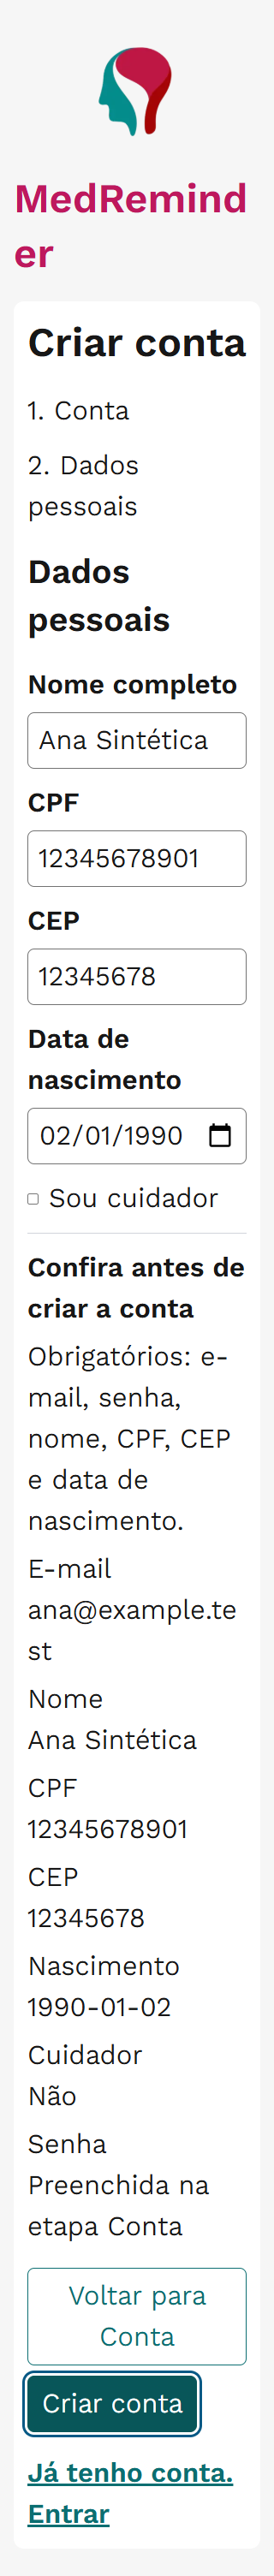 MedRemind
er
Criar conta
1. Conta
2. Dados
pessoais
Dados
pessoais
Nome completo
Ana Sintética
CPF
12345678901
CEP
12345678
Data de
nascimento
02/01/1990
Sou cuidador
Confira antes de
criar a conta
Obrigatórios: e-
mail, senha,
nome, CPF, CEP
e data de
nascimento.
E-mail
ana@example.te
st
Nome
Ana Sintética
CPF
12345678901
CEP
12345678
Nascimento
1990-01-02
Cuidador
Não
Senha
Preenchida na
etapa Conta
Voltar para
Conta
Criar conta
Já tenho conta.
Entrar